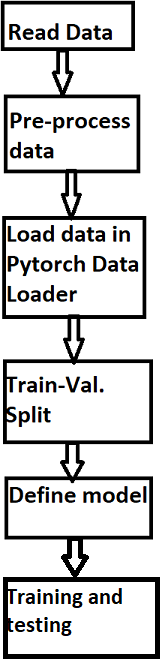 Read Data
Pre-process
data
Load data in
Pytorch Data
Loader
Train-Val.
Split
Define model
Training and
testing